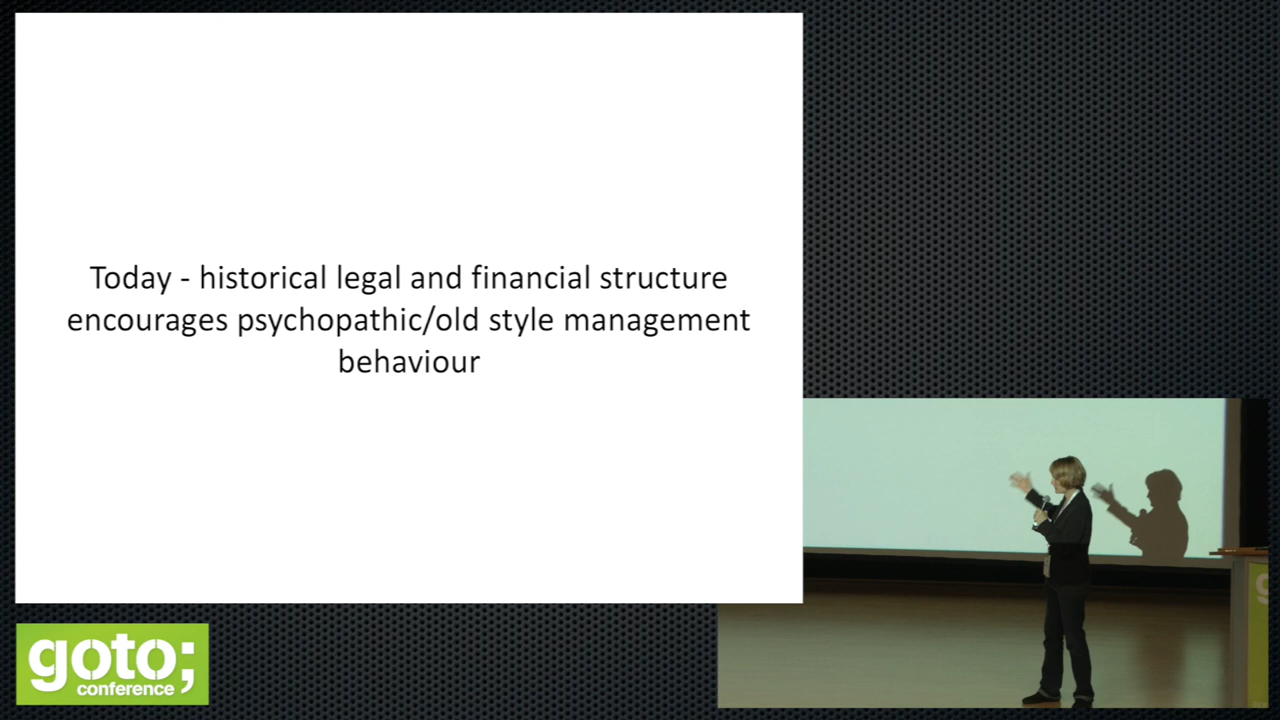 Today - historical legal and financial structure
encourages psychopathic/old style management
behaviour
goto;
conference
g